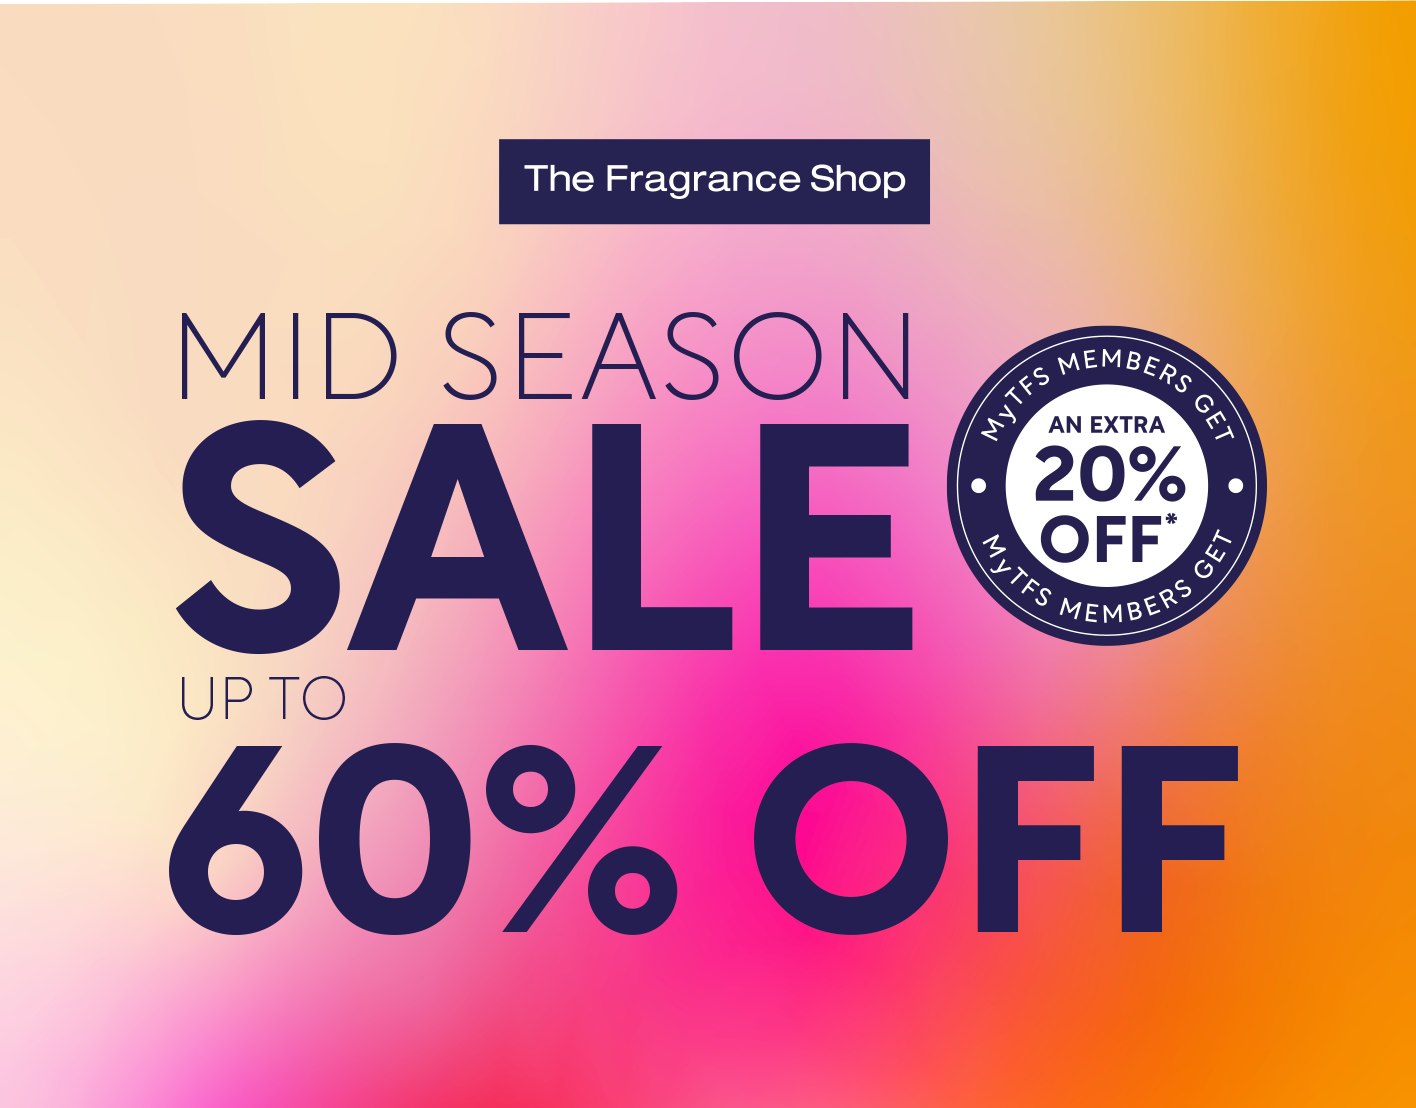 The Fragrance Shop
MID SEASON
SALE
MyTFS MEMBERS GET
AN EXTRA
20%
OFF*
MyTFS MEMBERS GET
UP TO
60% OFF